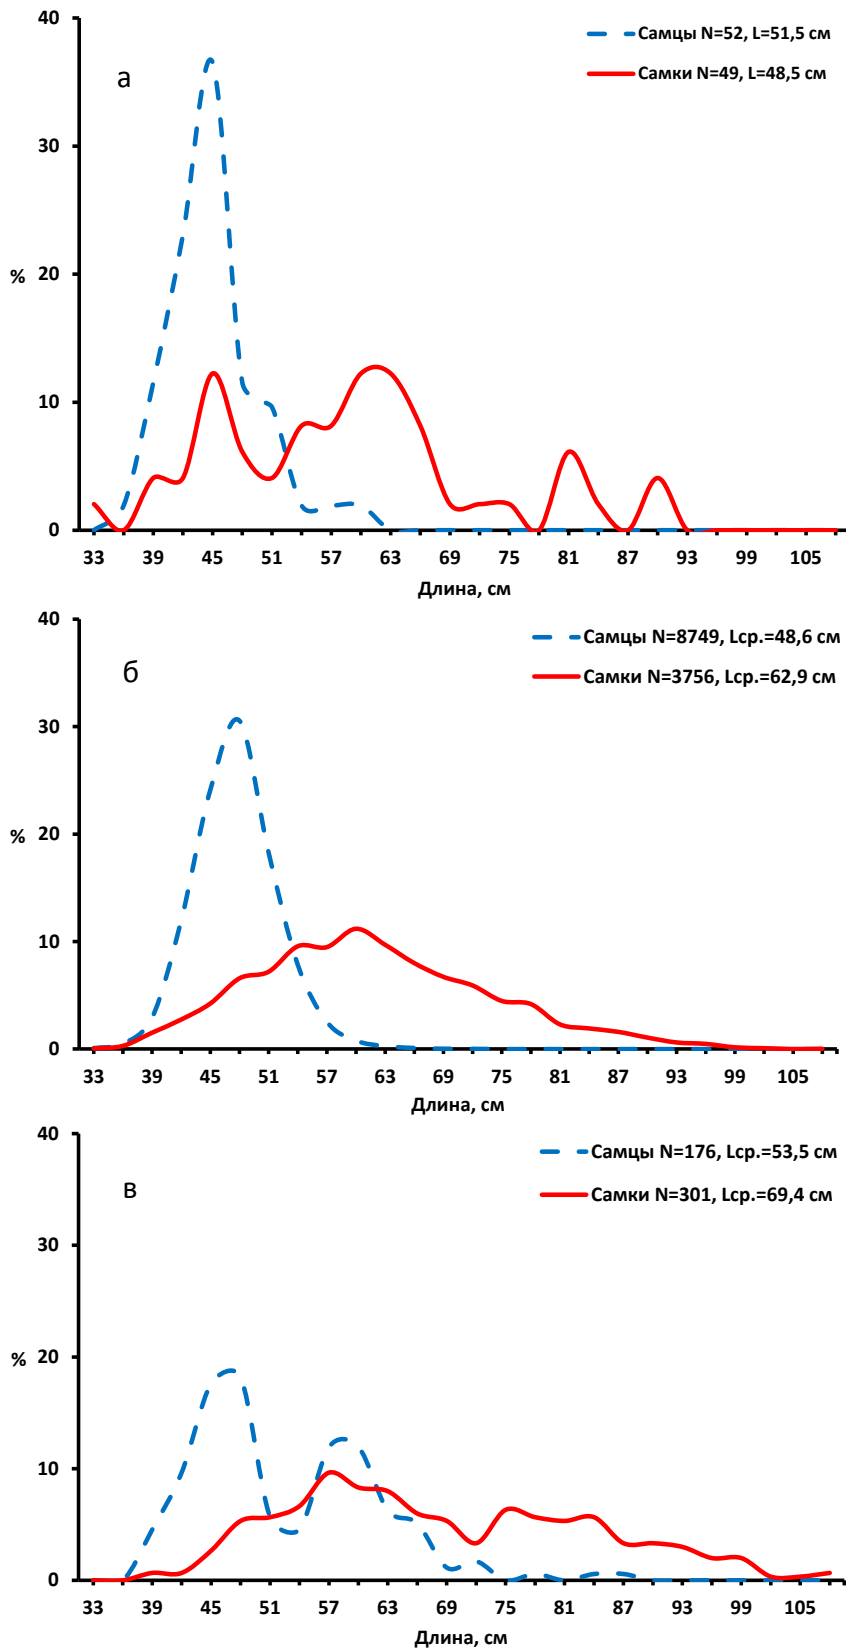 40
Самцы N=52, L=51,5 см
а
Самки N=49, L=48,5 см
30
20
%
10
0
33 39 45 51 57 63 69 75 81 87 93 99 105
Длина, см
40
Самцы N=8749, Lср.=48,6 см
б
Самки N=3756, Lср.=62,9 см
30
20
%
10
0
33 39 45 51 57 63 69 75 81 87 93 99 105
Длина, см
40
Самцы N=176, Lср.=53,5 см
в
Самки N=301, Lср.=69,4 см
30
20
%
10
0
33 39 45 51 57 63 69 75 81 87 93 99 105
Длина, см